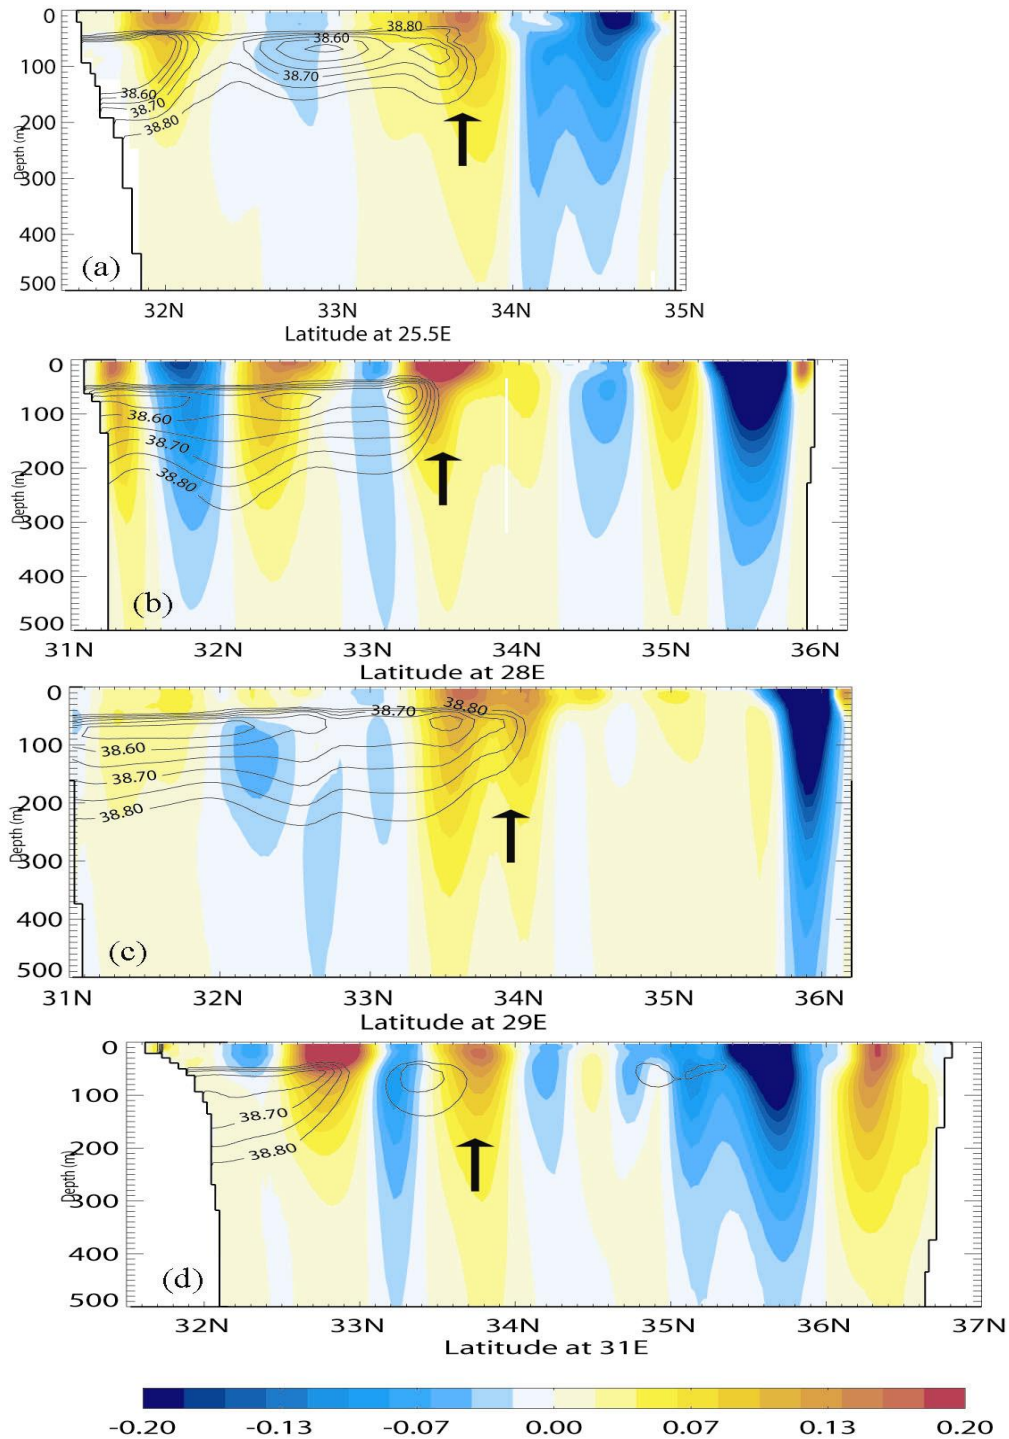 0
100
200
300
400
500
Depth (m)
38.80
38.60
38.70
38.60
38.70
38.80
(a)
32N 33N 34N 35N
Latitude at 25.5E
0
100
200
300
400
500
Depth (m)
38.60
38.70
38.80
(b)
31N 32N 33N 34N 35N 36N
Latitude at 28E
0
100
200
300
400
500
Depth (m)
38.70 38.80
38.60
38.70
38.80
(c)
31N 32N 33N 34N 35N 36N
Latitude at 29E
0
100
200
300
400
500
Depth (m)
38.70
38.80
(d)
32N 33N 34N 35N 36N 37N
Latitude at 31E
-0.20 -0.13 -0.07 0.00 0.07 0.13 0.20